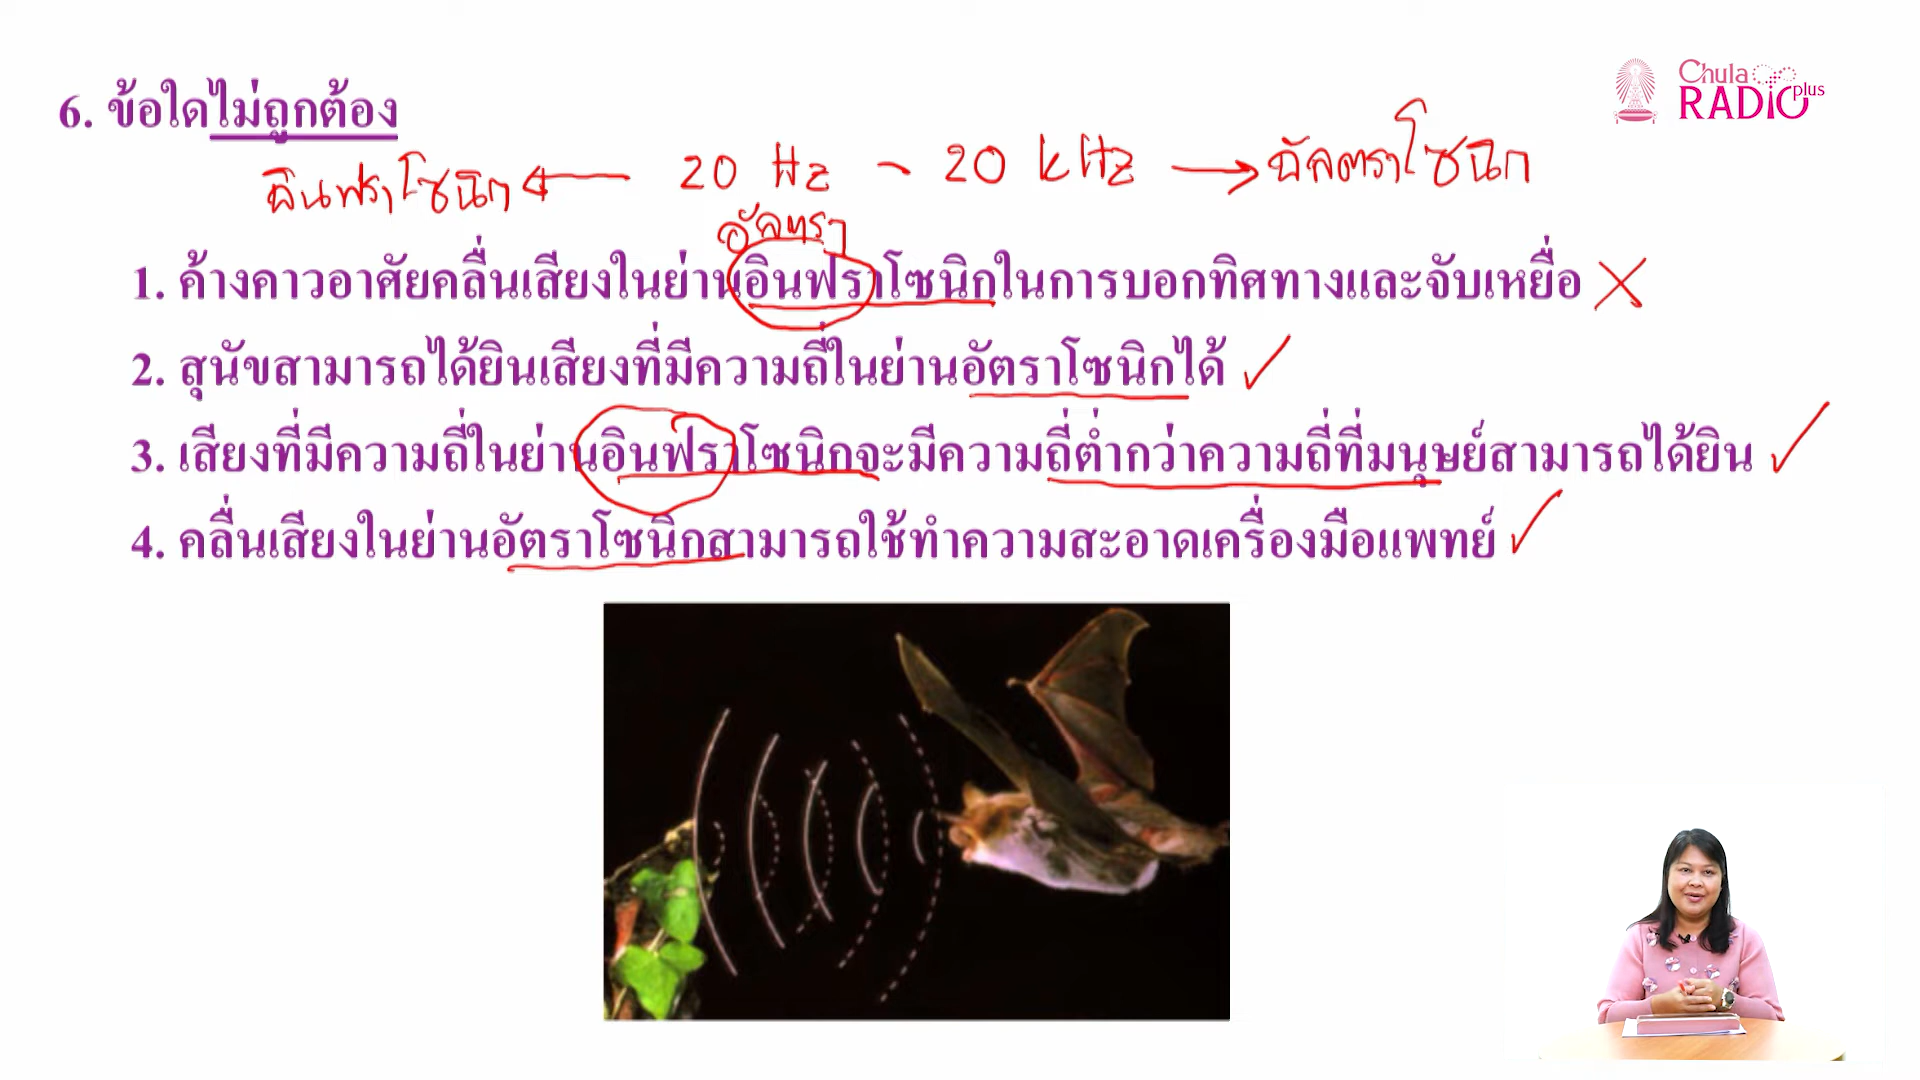 Chula
RADIO plus
6. ข้อใดไม่ถูกต้อง
อินฟราโซนิก ← 20 Hz ~ 20 kHz → อัลตราโซนิก
อัลตรา
1. ค้างคาวอาศัยคลื่นเสียงในย่านอินฟราโซนิกในการบอกทิศทางและจับเหยื่อ ✗
2. สุนัขสามารถได้ยินเสียงที่มีความถี่ในย่านอัตราโซนิกได้ ✓
3. เสียงที่มีความถี่ในย่านอินฟราโซนิกจะมีความถี่ต่ำกว่าความถี่ที่มนุษย์สามารถได้ยิน ✓
4. คลื่นเสียงในย่านอัตราโซนิกสามารถใช้ทำความสะอาดเครื่องมือแพทย์ ✓